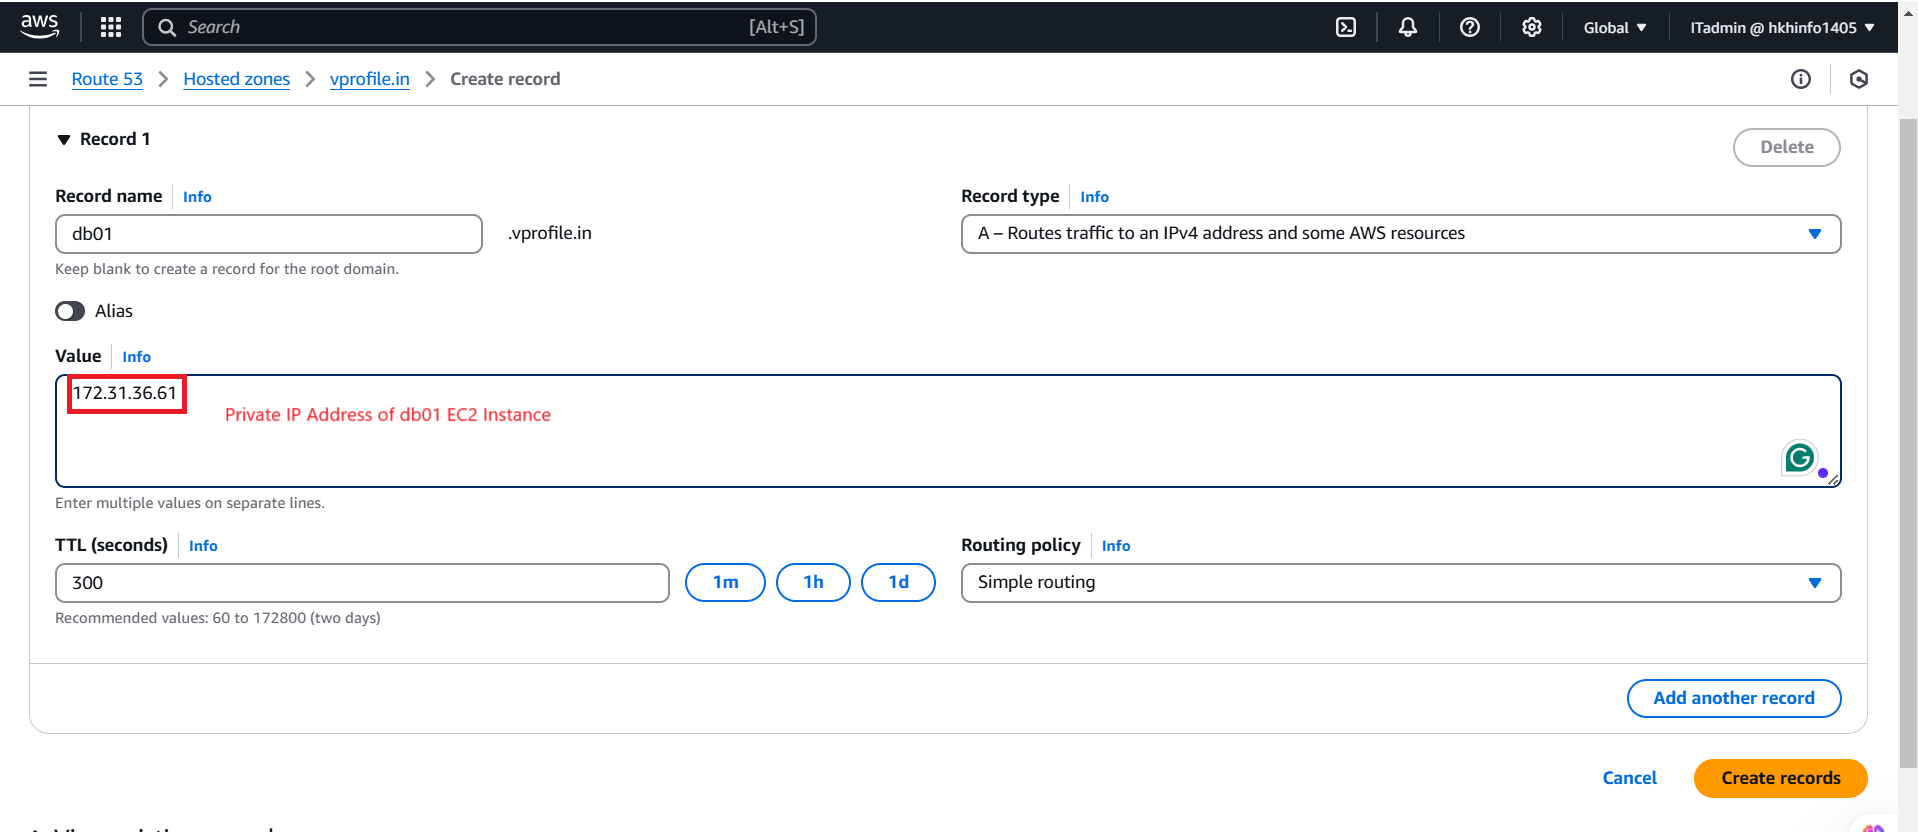 aws Search [Alt+S] Global ITadmin @ hkhinfo1405
Route 53 Hosted zones vprofile.in Create record
Record 1
Delete
Record name Info
Record type Info
db01 .vprofile.in
A – Routes traffic to an IPv4 address and some AWS resources
Keep blank to create a record for the root domain.
Alias
Value Info
172.31.36.61
Private IP Address of db01 EC2 Instance
Enter multiple values on separate lines.
TTL (seconds) Info
Routing policy Info
300 1m 1h 1d
Simple routing
Recommended values: 60 to 172800 (two days)
Add another record
Cancel Create records